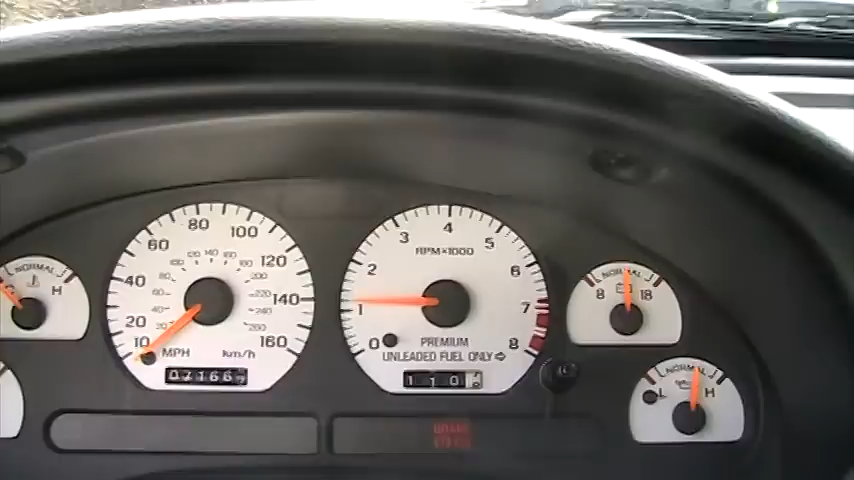 NORMAL
H
10 20 40 60 80 100 120 140 160
MPH
km/h
RPM×1000
0 1 2 3 4 5 6 7 8
PREMIUM
UNLEADED FUEL ONLY
110
8 18
L NORMAL H
BRAKE